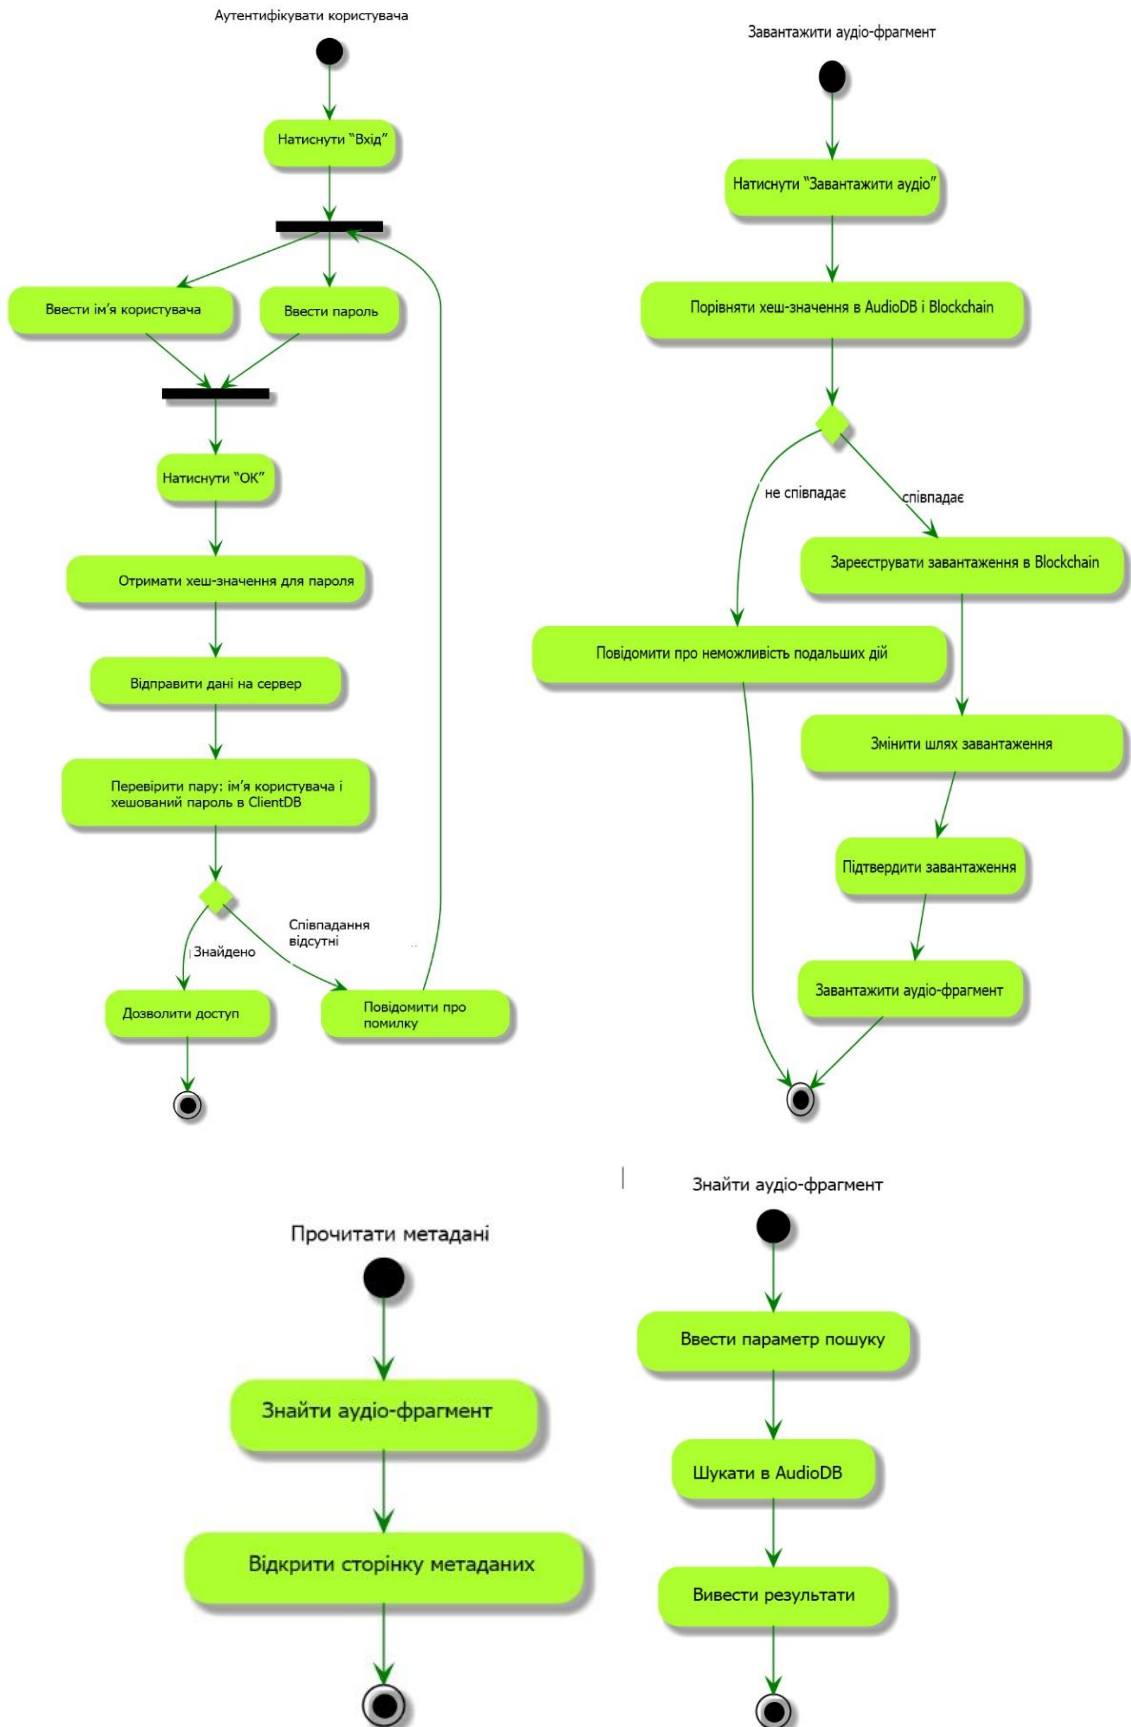 Аутентифікувати користувача
Натиснути “Вхід”
Ввести ім’я користувача
Ввести пароль
Натиснути “ОК”
Отримати хеш-значення для пароля
Відправити дані на сервер
Перевірити пару: ім’я користувача і
хешований пароль в ClientDB
Знайдено
Співпадання
відсутні
Дозволити доступ
Повідомити про
помилку
Завантажити аудіо-фрагмент
Натиснути “Завантажити аудіо”
Порівняти хеш-значення в AudioDB і Blockchain
не співпадає
співпадає
Зареєструвати завантаження в Blockchain
Повідомити про неможливість подальших дій
Змінити шлях завантаження
Підтвердити завантаження
Завантажити аудіо-фрагмент
Прочитати метадані
Знайти аудіо-фрагмент
Відкрити сторінку метаданих
Знайти аудіо-фрагмент
Ввести параметр пошуку
Шукати в AudioDB
Вивести результати